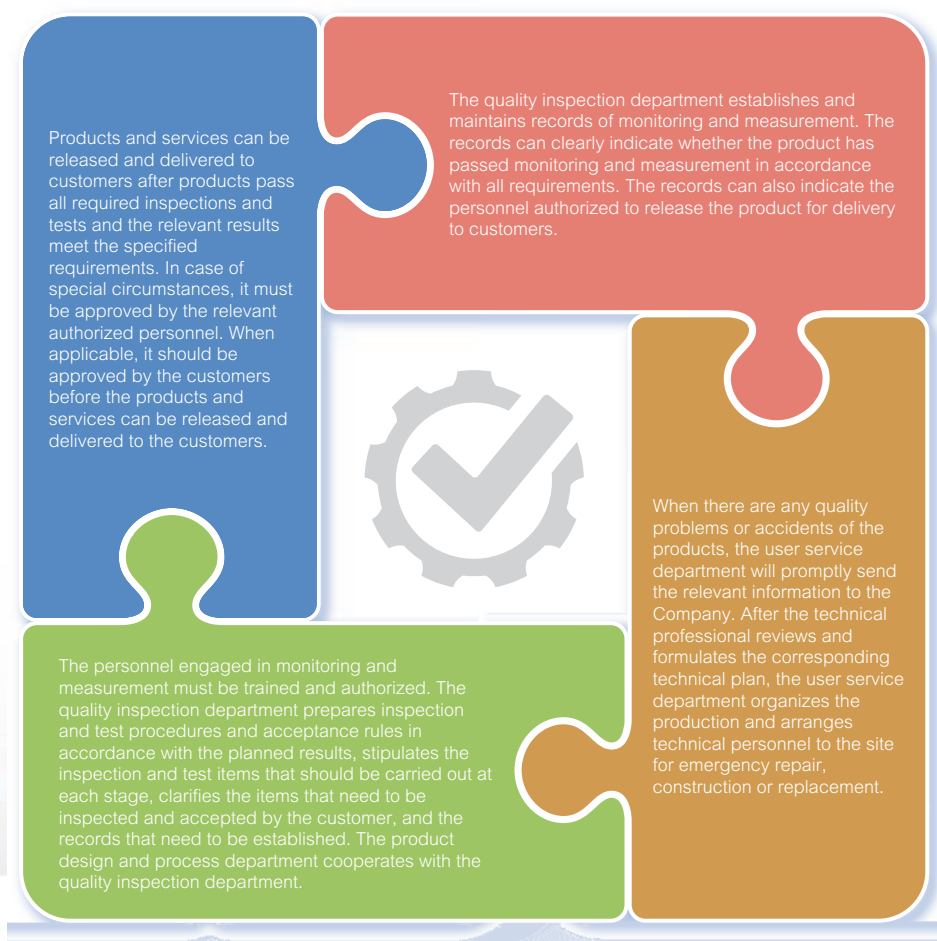 Products and services can be
released and delivered to
customers after products pass
all required inspections and
tests and the relevant results
meet the specified
requirements. In case of
special circumstances, it must
be approved by the relevant
authorized personnel. When
applicable, it should be
approved by the customers
before the products and
services can be released and
delivered to the customers.
The quality inspection department establishes and
maintains records of monitoring and measurement. The
records can clearly indicate whether the product has
passed monitoring and measurement in accordance
with all requirements. The records can also indicate the
personnel authorized to release the product for delivery
to customers.
When there are any quality
problems or accidents of the
products, the user service
department will promptly send
the relevant information to the
Company. After the technical
professional reviews and
formulates the corresponding
technical plan, the user service
department organizes the
production and arranges
technical personnel to the site
for emergency repair,
construction or replacement.
The personnel engaged in monitoring and
measurement must be trained and authorized. The
quality inspection department prepares inspection
and test procedures and acceptance rules in
accordance with the planned results, stipulates the
inspection and test items that should be carried out at
each stage, clarifies the items that need to be
inspected and accepted by the customer, and the
records that need to be established. The product
design and process department cooperates with the
quality inspection department.